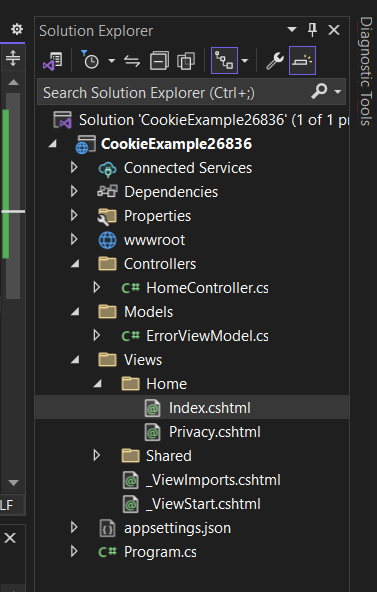 Solution Explorer
Search Solution Explorer (Ctrl+;)
Solution 'CookieExample26836' (1 of 1 pr
CookieExample26836
Connected Services
Dependencies
Properties
wwwroot
Controllers
C# HomeController.cs
Models
C# ErrorViewModel.cs
Views
Home
Index.cshtml
Privacy.cshtml
Shared
_ViewImports.cshtml
_ViewStart.cshtml
appsettings.json
C# Program.cs
LF
Diagnostic Tools